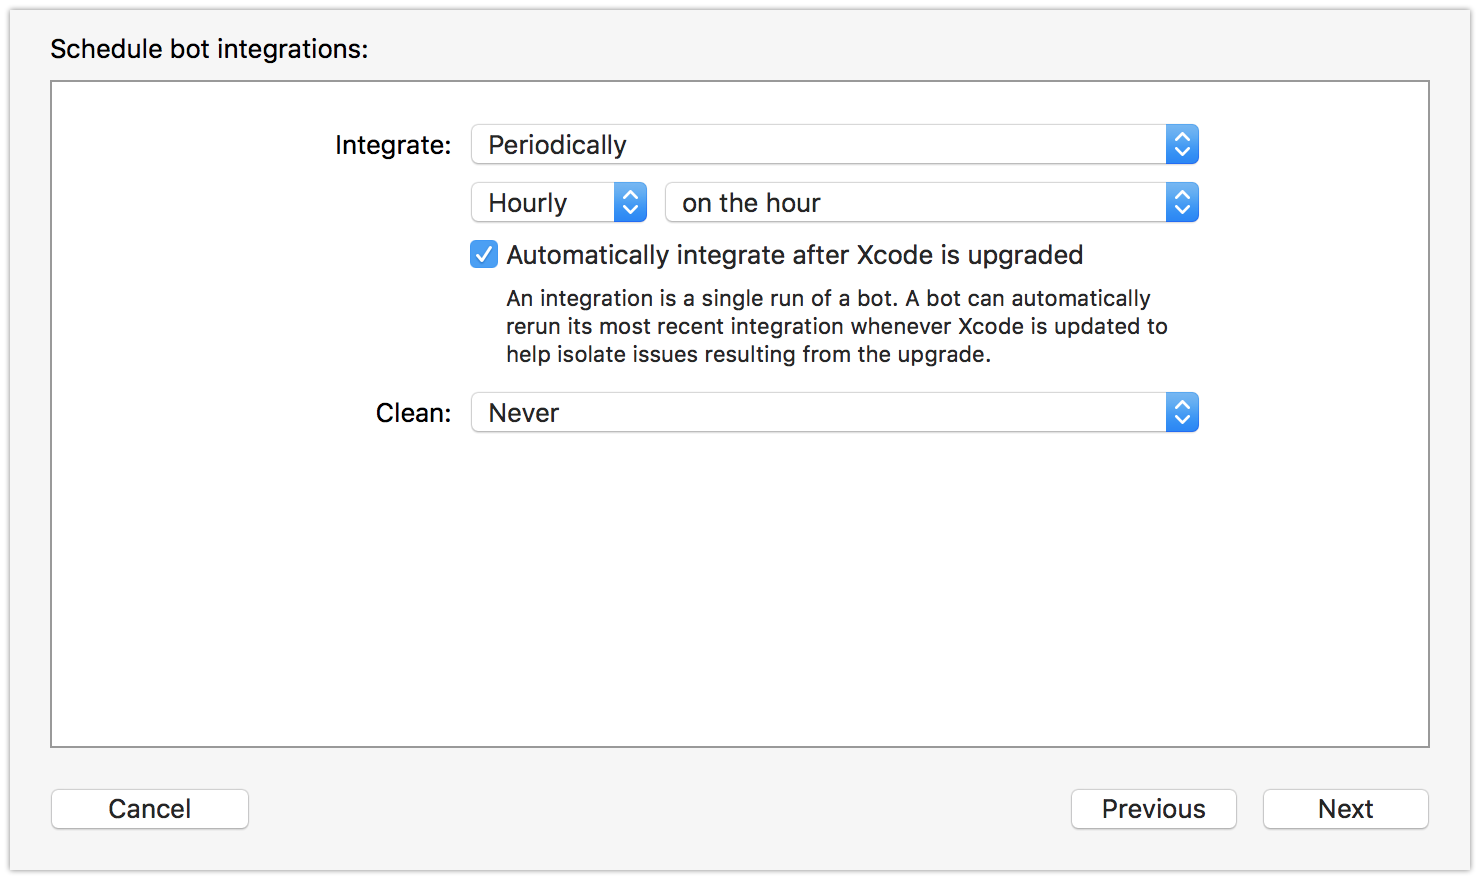 Schedule bot integrations:
Integrate: Periodically
Hourly on the hour
Automatically integrate after Xcode is upgraded
An integration is a single run of a bot. A bot can automatically
rerun its most recent integration whenever Xcode is updated to
help isolate issues resulting from the upgrade.
Clean: Never
Cancel Previous Next